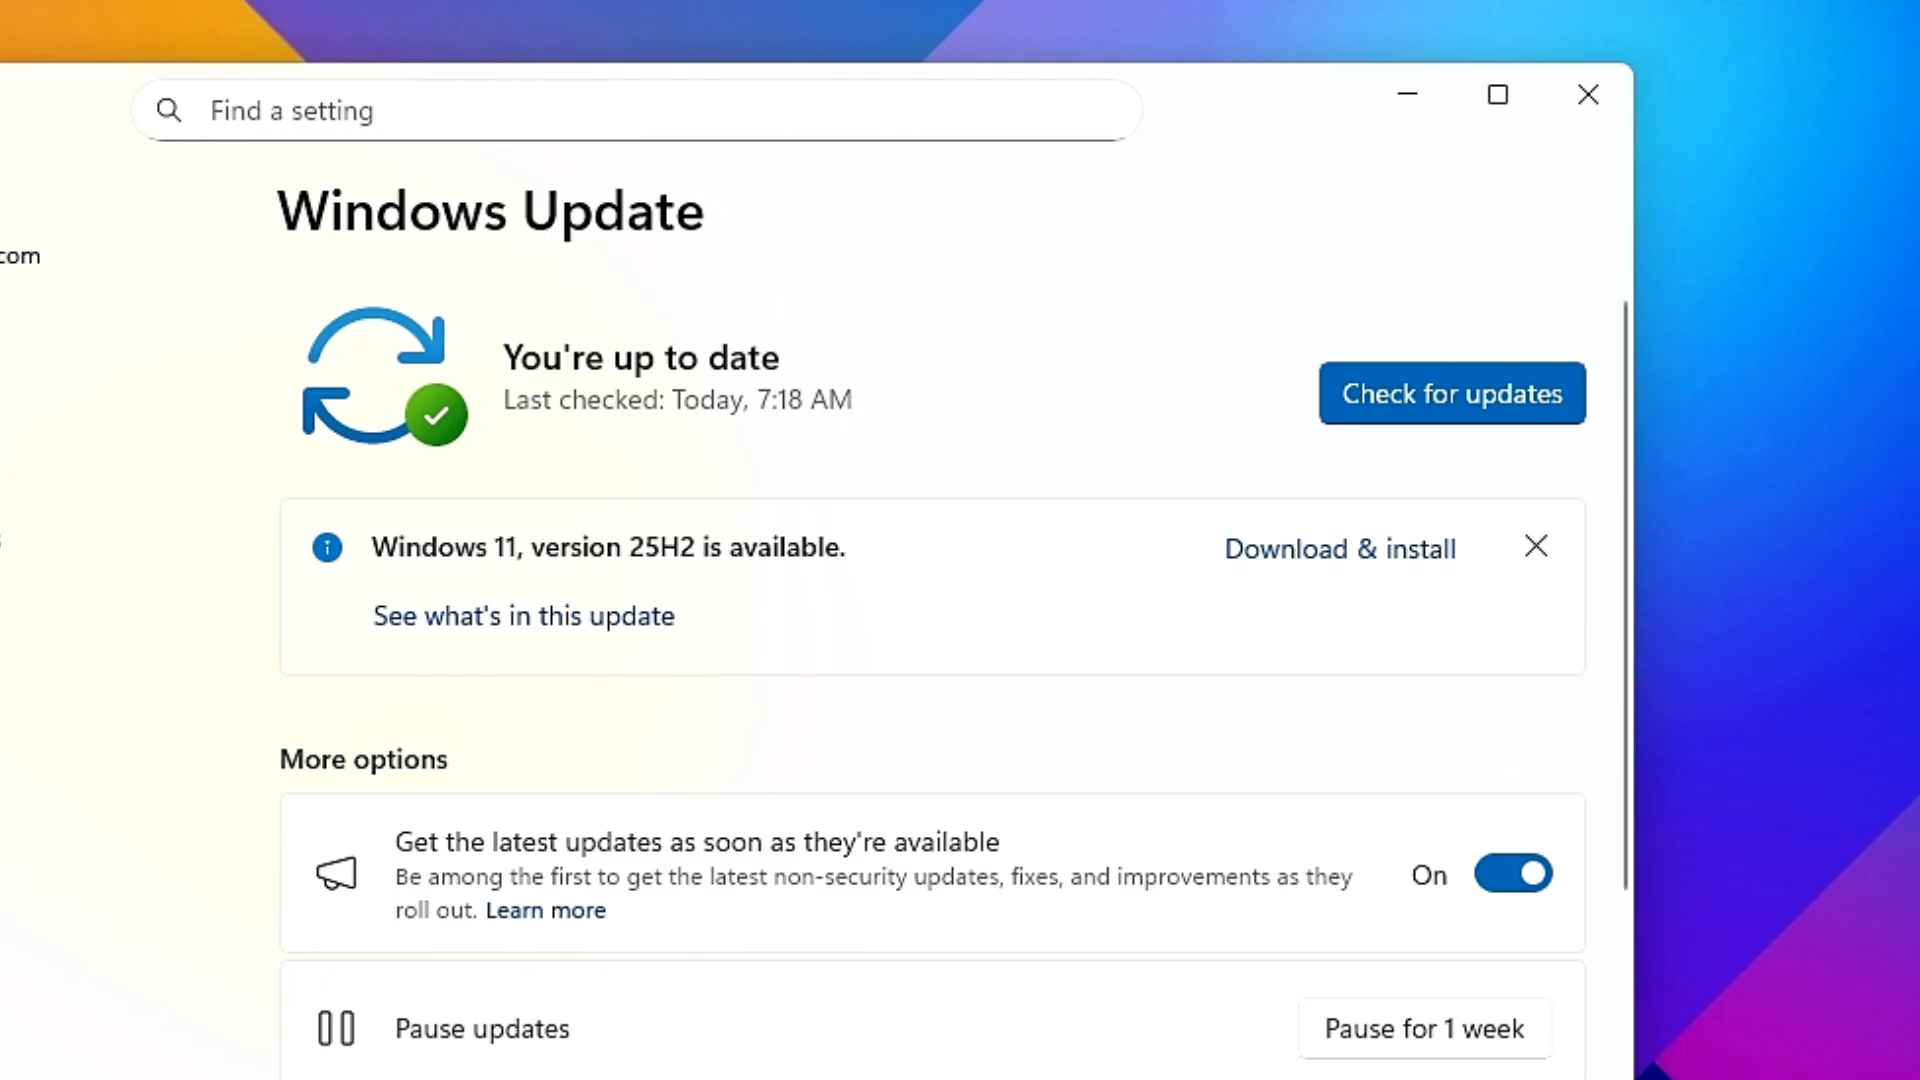 Find a setting
Windows Update
com
You're up to date
Last checked: Today, 7:18 AM
Check for updates
Windows 11, version 25H2 is available.
Download & install
See what's in this update
More options
Get the latest updates as soon as they're available
Be among the first to get the latest non-security updates, fixes, and improvements as they
roll out. Learn more
On
Pause updates
Pause for 1 week